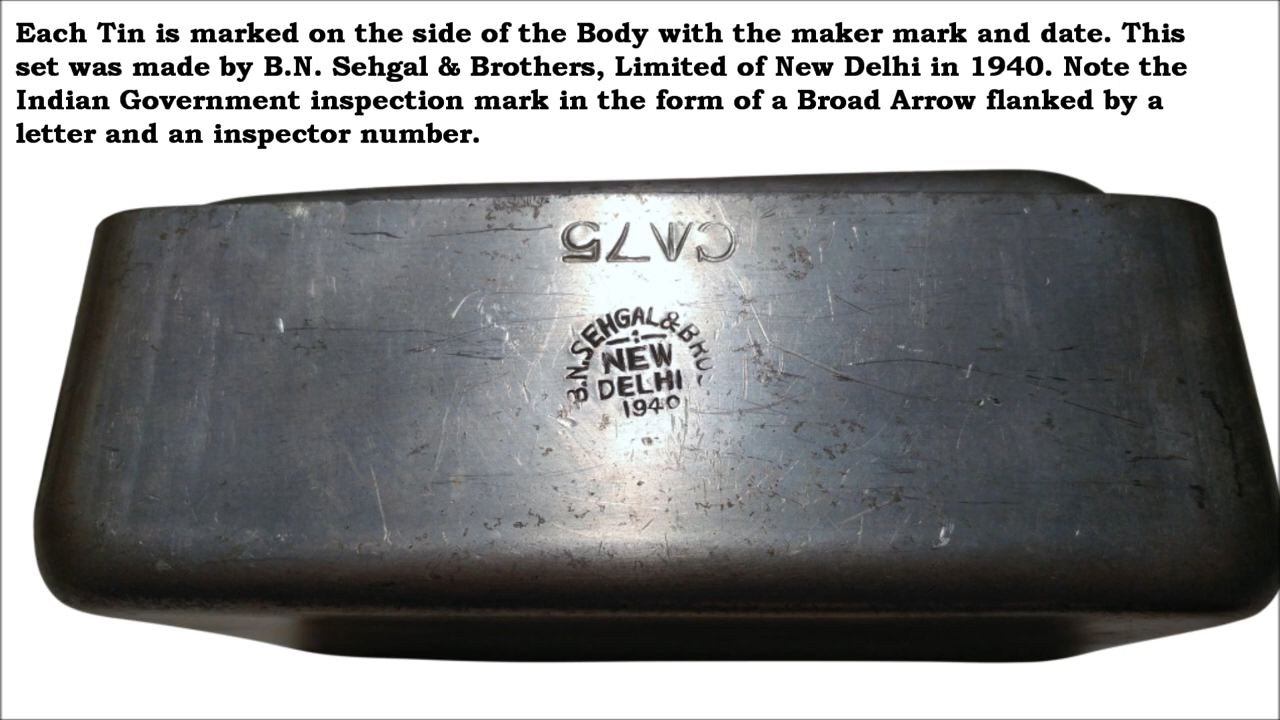 Each Tin is marked on the side of the Body with the maker mark and date. This
set was made by B.N. Sehgal & Brothers, Limited of New Delhi in 1940. Note the
Indian Government inspection mark in the form of a Broad Arrow flanked by a
letter and an inspector number.
C 75
B.N.SEHGAL&BROS
NEW
DELHI
1940